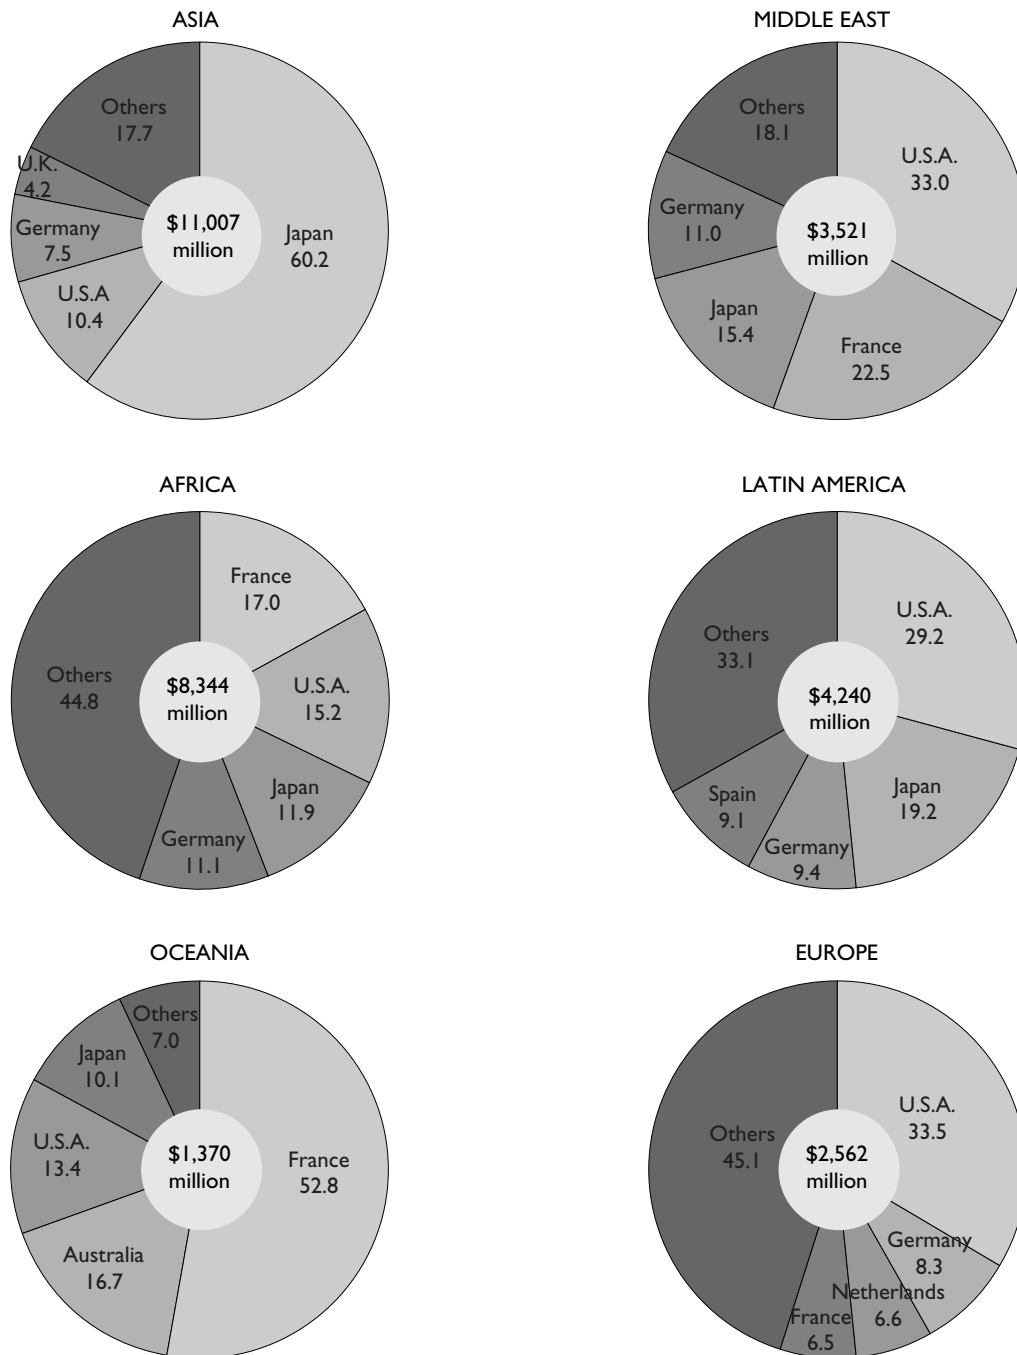 ASIA
Others
17.7
U.K.
4.2
Germany
7.5
U.S.A
10.4
$11,007
million
Japan
60.2
MIDDLE EAST
Others
18.1
U.S.A.
33.0
Germany
11.0
$3,521
million
Japan
15.4
France
22.5
AFRICA
France
17.0
Others
44.8
$8,344
million
U.S.A.
15.2
Japan
11.9
Germany
11.1
LATIN AMERICA
U.S.A.
29.2
Others
33.1
$4,240
million
Spain
9.1
Japan
19.2
Germany
9.4
OCEANIA
Others
7.0
Japan
10.1
U.S.A.
13.4
$1,370
million
France
52.8
Australia
16.7
EUROPE
U.S.A.
33.5
Others
45.1
$2,562
million
Germany
8.3
Netherlands
6.6
France
6.5